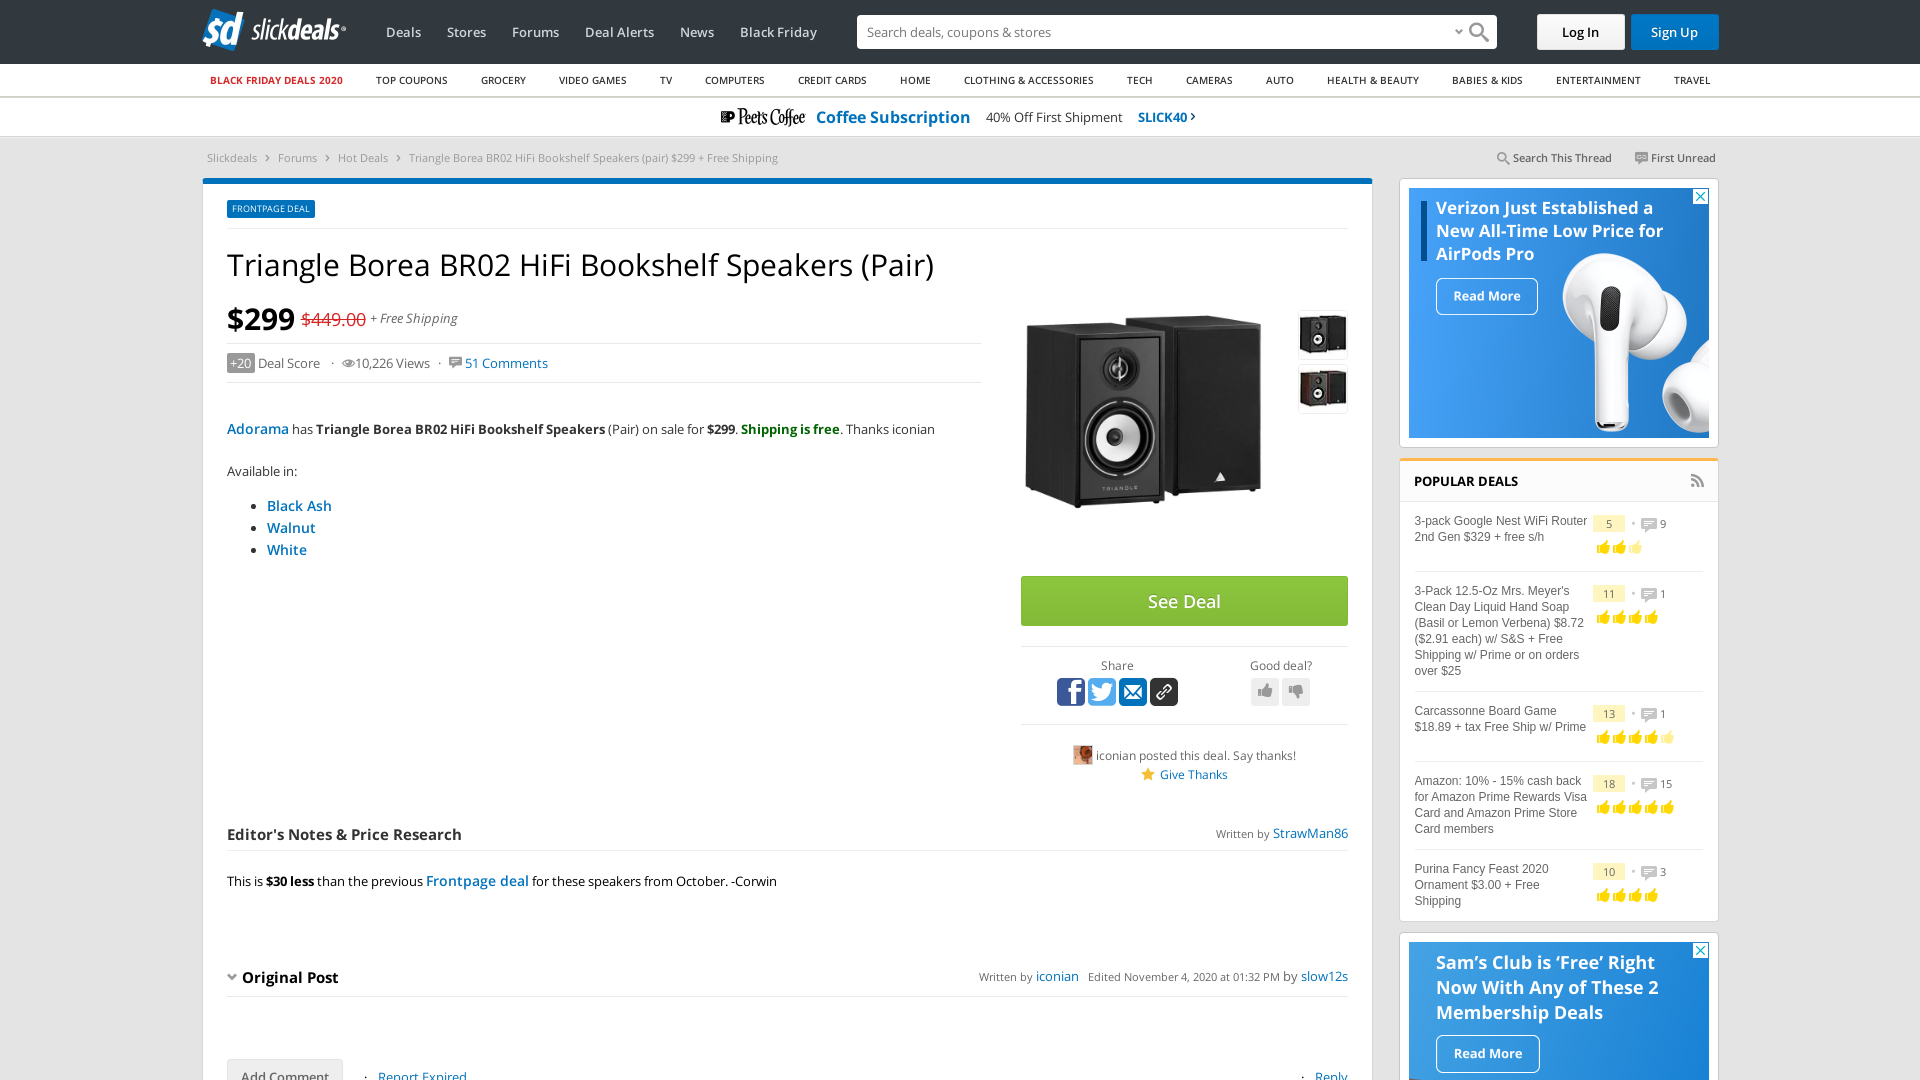 sd slickdeals
Deals
Stores
Forums
Deal Alerts
News
Black Friday
Search deals, coupons & stores
Log In
Sign Up
BLACK FRIDAY DEALS 2020
TOP COUPONS
GROCERY
VIDEO GAMES
TV
COMPUTERS
CREDIT CARDS
HOME
CLOTHING & ACCESSORIES
TECH
CAMERAS
AUTO
HEALTH & BEAUTY
BABIES & KIDS
ENTERTAINMENT
TRAVEL
Peet's Coffee Coffee Subscription 40% Off First Shipment SLICK40
Slickdeals > Forums > Hot Deals > Triangle Borea BR02 HiFi Bookshelf Speakers (pair) $299 + Free Shipping
Search This Thread
First Unread
FRONTPAGE DEAL
Triangle Borea BR02 HiFi Bookshelf Speakers (Pair)
$299 $449.00 + Free Shipping
+20 Deal Score · 10,226 Views · 51 Comments
Adorama has Triangle Borea BR02 HiFi Bookshelf Speakers (Pair) on sale for $299. Shipping is free. Thanks iconian
Available in:
Black Ash
Walnut
White
TRIANGLE
See Deal
Share
Good deal?
iconian posted this deal. Say thanks!
Give Thanks
Editor's Notes & Price Research
Written by StrawMan86
This is $30 less than the previous Frontpage deal for these speakers from October. -Corwin
Original Post
Written by iconian Edited November 4, 2020 at 01:32 PM by slow12s
Add Comment
· Report Expired
· Reply
Verizon Just Established a
New All-Time Low Price for
AirPods Pro
Read More
POPULAR DEALS
3-pack Google Nest WiFi Router
2nd Gen $329 + free s/h
5 · 9
3-Pack 12.5-Oz Mrs. Meyer's
Clean Day Liquid Hand Soap
(Basil or Lemon Verbena) $8.72
($2.91 each) w/ S&S + Free
Shipping w/ Prime or on orders
over $25
11 · 1
Carcassonne Board Game
$18.89 + tax Free Ship w/ Prime
13 · 1
Amazon: 10% - 15% cash back
for Amazon Prime Rewards Visa
Card and Amazon Prime Store
Card members
18 · 15
Purina Fancy Feast 2020
Ornament $3.00 + Free
Shipping
10 · 3
Sam's Club is ‘Free’ Right
Now With Any of These 2
Membership Deals
Read More